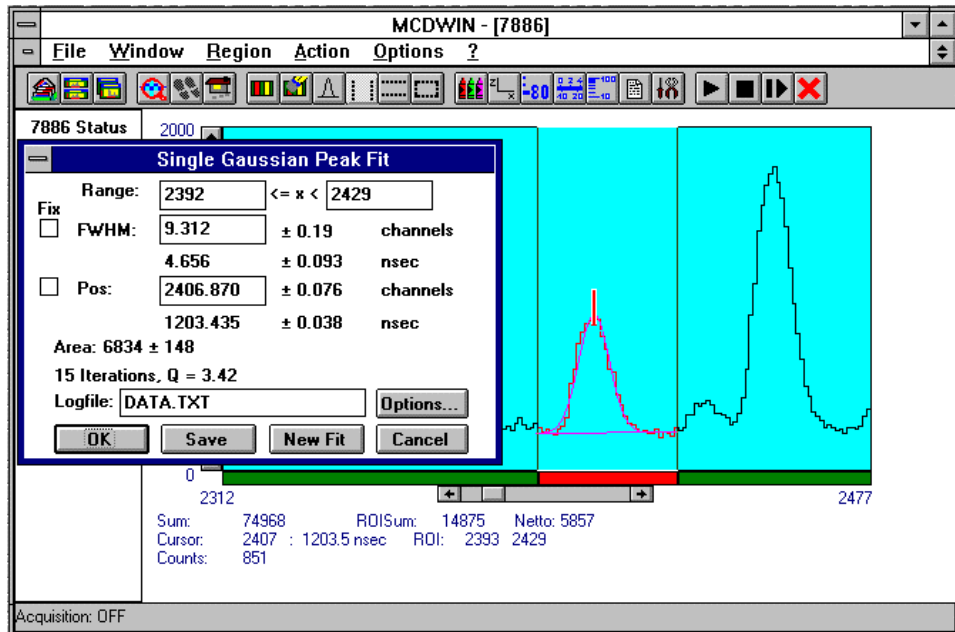 MCDWIN - [7886]
File Window Region Action Options ?
7886 Status
2000
Single Gaussian Peak Fit
Range: 2392 <= x < 2429
Fix
FWHM: 9.312 ± 0.19 channels
4.656 ± 0.093 nsec
Pos: 2406.870 ± 0.076 channels
1203.435 ± 0.038 nsec
Area: 6834 ± 148
15 Iterations, Q = 3.42
Logfile: DATA.TXT Options...
OK Save New Fit Cancel
0
2312 2477
Sum: 74968 ROISum: 14875 Netto: 5857
Cursor: 2407 : 1203.5 nsec ROI: 2393 2429
Counts: 851
Acquisition: OFF